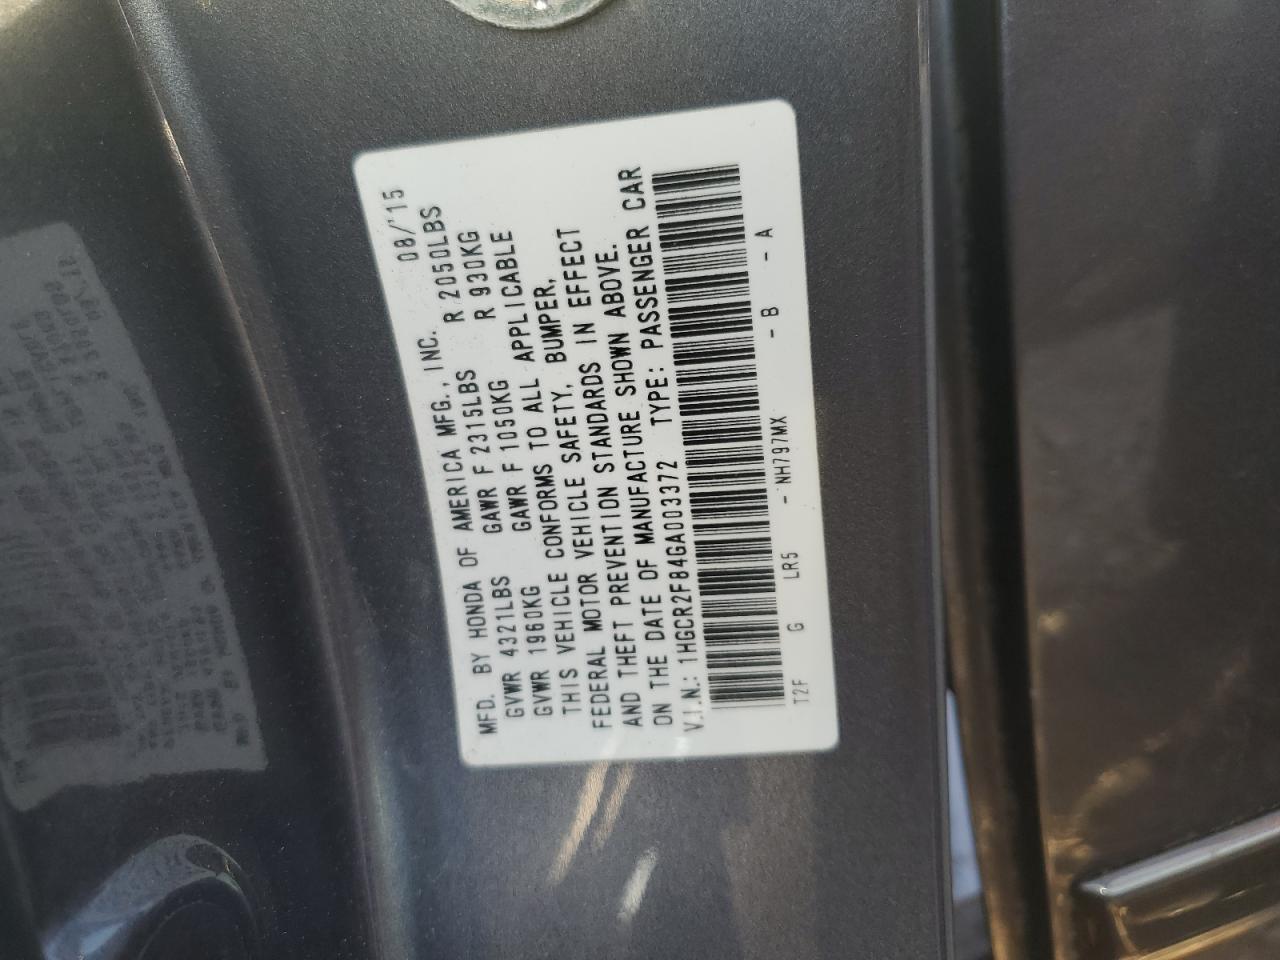 MFD. BY HONDA OF AMERICA MFG., INC. 08/'15
GVWR 4321LBS GAWR F 2315LBS R 2050LBS
GVWR 1960KG GAWR F 1050KG R 930KG
THIS VEHICLE CONFORMS TO ALL APPLICABLE
FEDERAL MOTOR VEHICLE SAFETY, BUMPER,
AND THEFT PREVENTION STANDARDS IN EFFECT
ON THE DATE OF MANUFACTURE SHOWN ABOVE.
V.I.N.: 1HGCR2F84GA003372 TYPE: PASSENGER CAR
T2F G LR5 - NH797MX - B - A